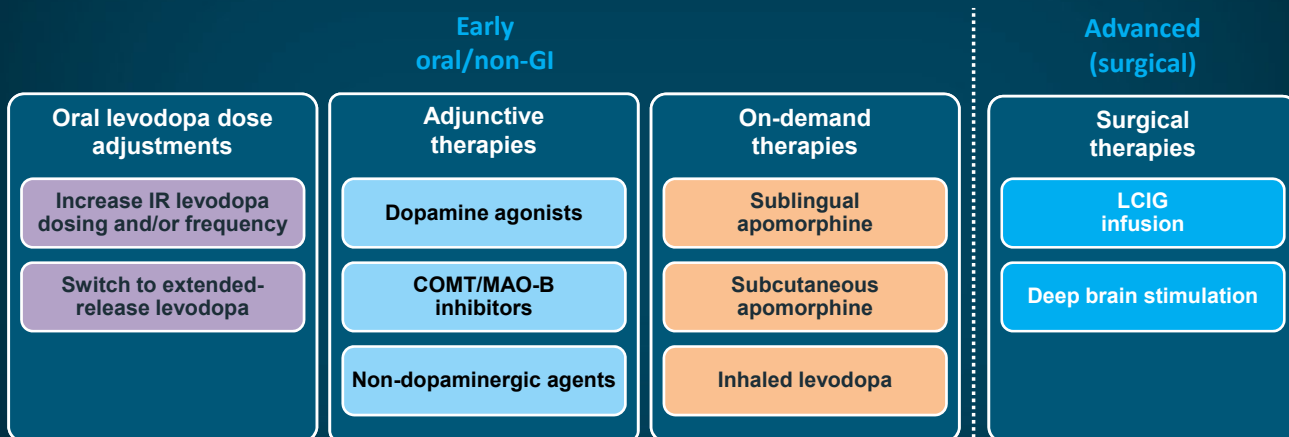 Early
oral/non-GI
Advanced
(surgical)
Oral levodopa dose
adjustments
Increase IR levodopa
dosing and/or frequency
Switch to extended-
release levodopa
Adjunctive
therapies
Dopamine agonists
COMT/MAO-B
inhibitors
Non-dopaminergic agents
On-demand
therapies
Sublingual
apomorphine
Subcutaneous
apomorphine
Inhaled levodopa
Surgical
therapies
LCIG
infusion
Deep brain stimulation